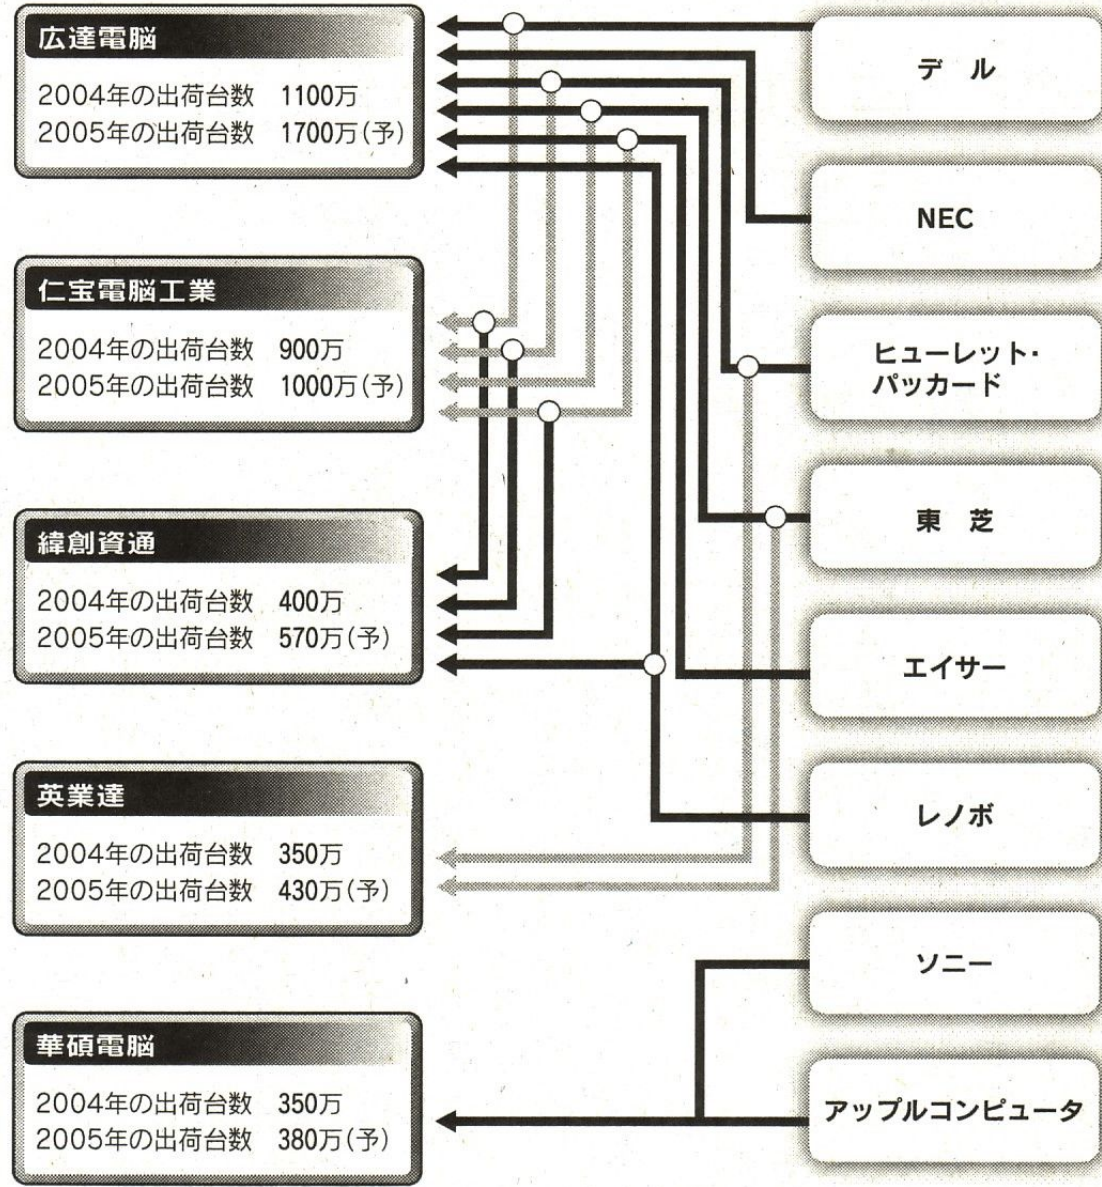 広達電脳
2004年の出荷台数 1100万
2005年の出荷台数 1700万(予)
仁宝電脳工業
2004年の出荷台数 900万
2005年の出荷台数 1000万(予)
緯創資通
2004年の出荷台数 400万
2005年の出荷台数 570万(予)
英業達
2004年の出荷台数 350万
2005年の出荷台数 430万(予)
華碩電脳
2004年の出荷台数 350万
2005年の出荷台数 380万(予)
デル
NEC
ヒューレット・
パッカード
東芝
エイサー
レノボ
ソニー
アップルコンピュータ